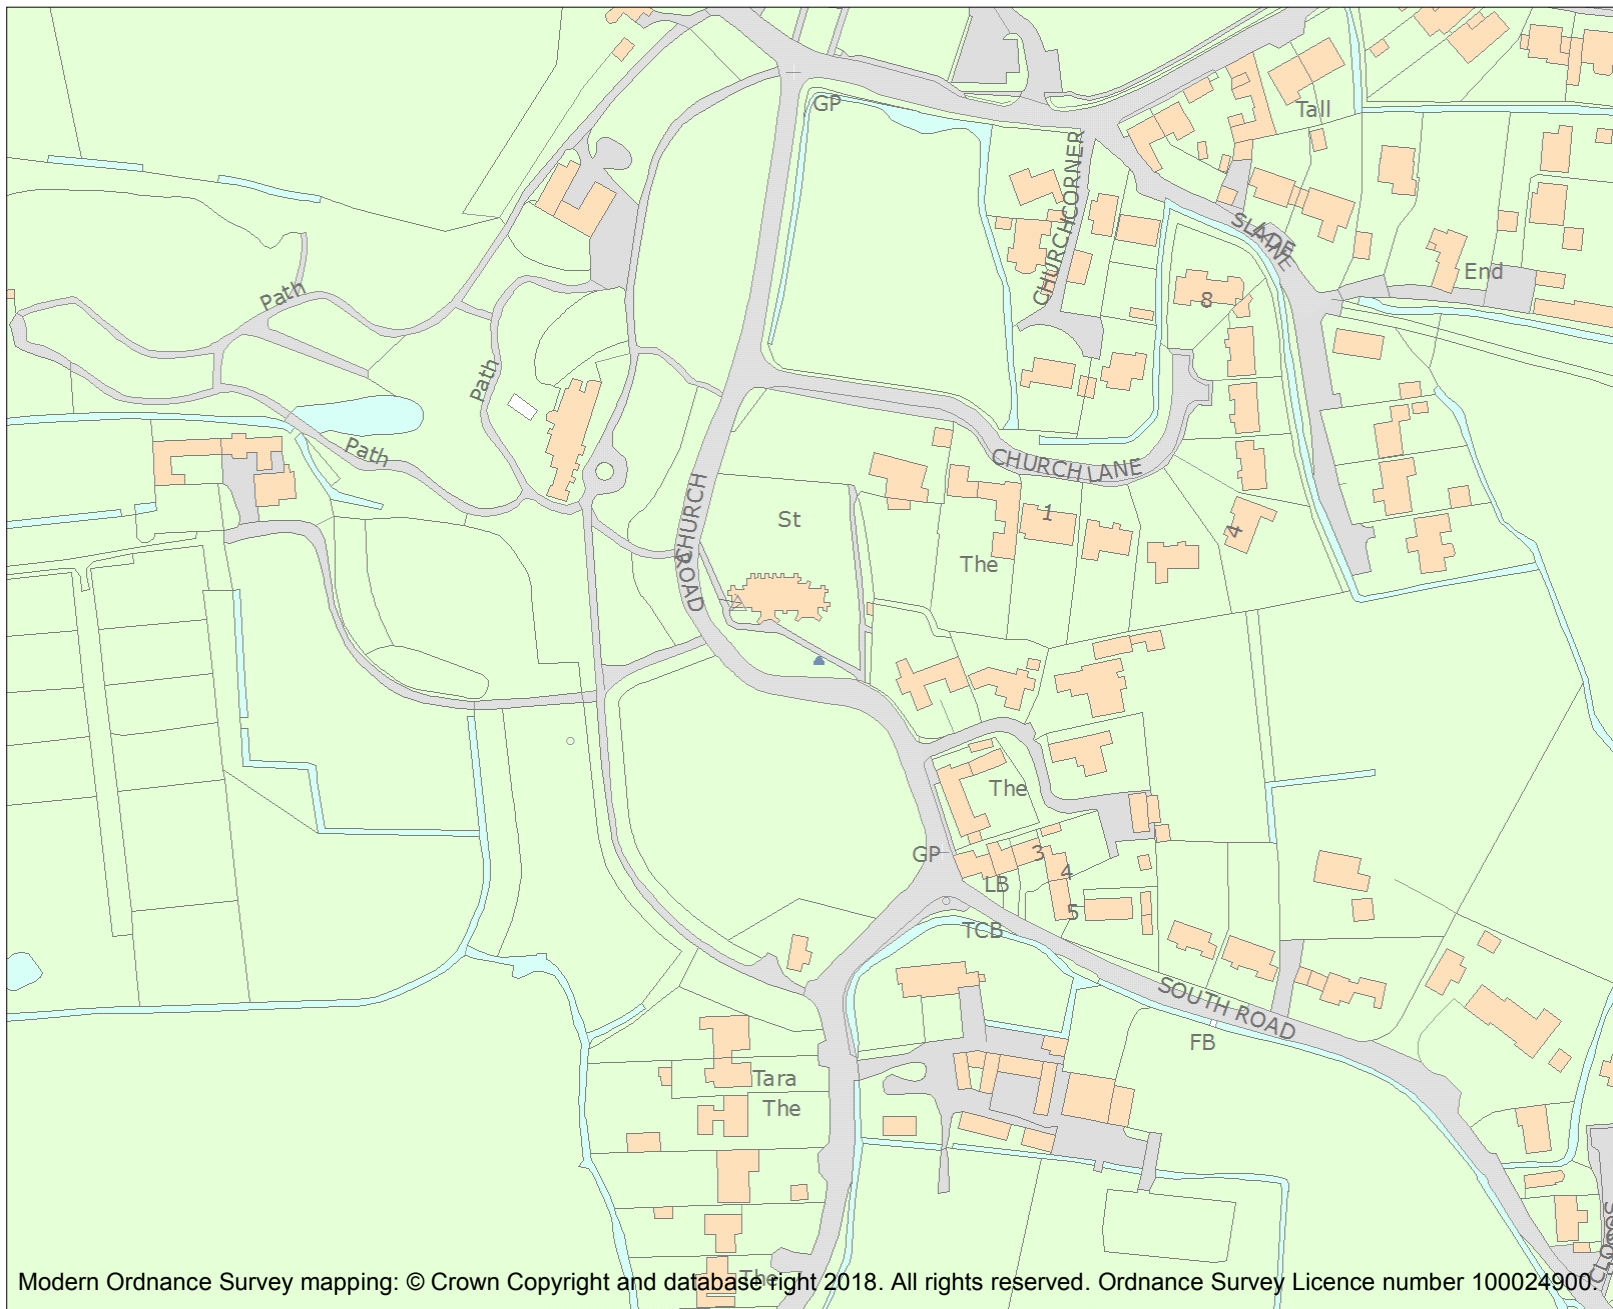 GP
Tall
CHURCHCORNER
SLADE
LANE
End
Path
8
Path
Path
CHURCH LANE
CHURCH
ROAD
St
1
4
The
The
GP
3
4
LB
5
TCB
SOUTH ROAD
FB
Tara
The
The
Modern Ordnance Survey mapping: © Crown Copyright and database right 2018. All rights reserved. Ordnance Survey Licence number 100024900.